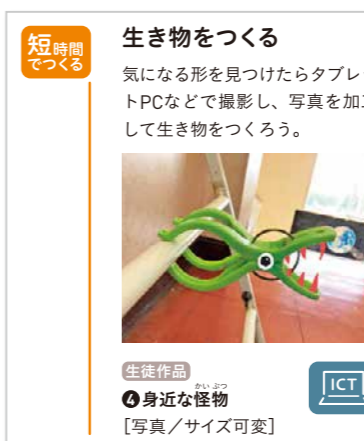 短時間
でつくる
生き物をつくる
気になる形を見つけたらタブレッ
トPCなどで撮影し、写真を加工
して生き物をつくろう。
生徒作品
❹身近な怪物
かいぶつ
[写真／サイズ可変]
ICT